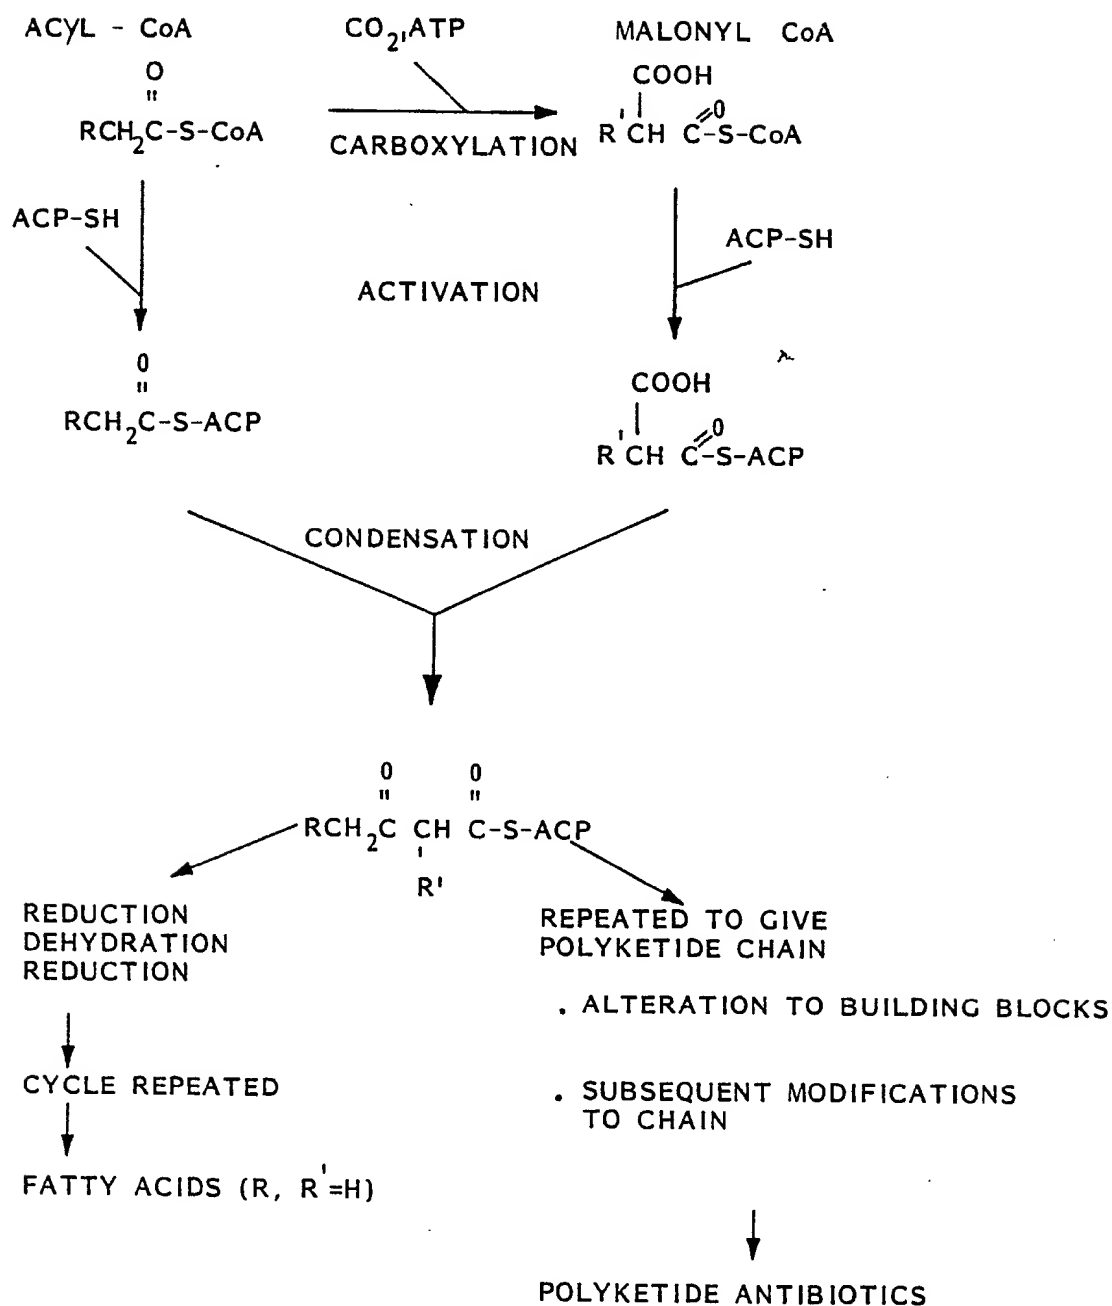 ACYL - CoA
CO2,ATP
MALONYL CoA
O
"
RCH2C-S-CoA
CARBOXYLATION
COOH
R'CH C=O-S-CoA
ACP-SH
ACTIVATION
ACP-SH
O
"
RCH2C-S-ACP
COOH
R'CH C=O-S-ACP
CONDENSATION
O O
" "
RCH2C CH C-S-ACP
R'
REDUCTION
DEHYDRATION
REDUCTION
CYCLE REPEATED
FATTY ACIDS (R, R'=H)
REPEATED TO GIVE
POLYKETIDE CHAIN
. ALTERATION TO BUILDING BLOCKS
. SUBSEQUENT MODIFICATIONS
TO CHAIN
POLYKETIDE ANTIBIOTICS